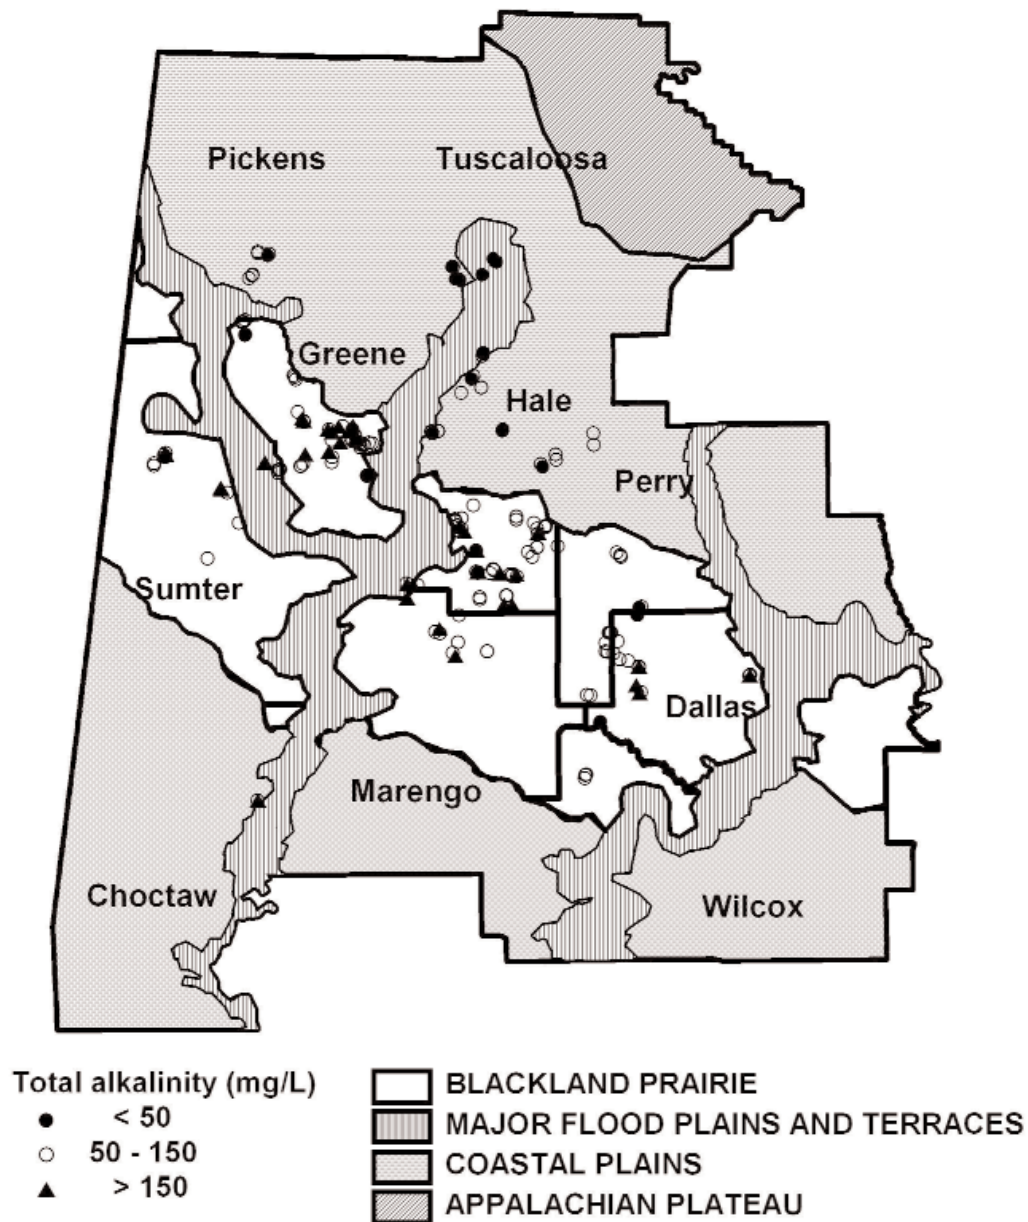 Pickens
Tuscaloosa
Greene
Hale
Perry
Sumter
Dallas
Marengo
Choctaw
Wilcox
Total alkalinity (mg/L)
< 50
50 - 150
> 150
BLACKLAND PRAIRIE
MAJOR FLOOD PLAINS AND TERRACES
COASTAL PLAINS
APPALACHIAN PLATEAU